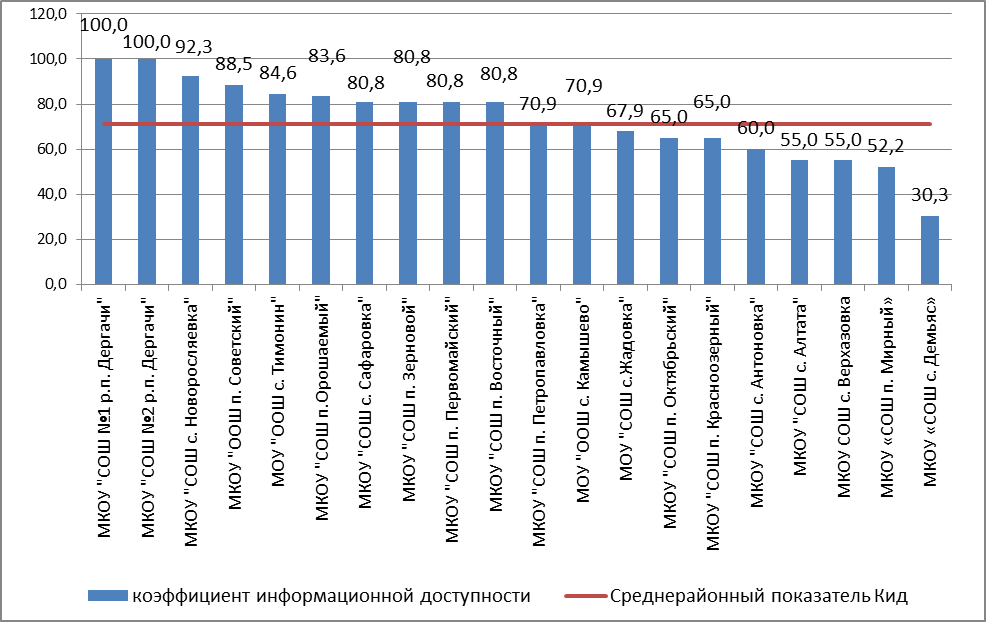 120,0
100,0
80,0
60,0
40,0
20,0
0,0
100,0
100,0
92,3
88,5
84,6
83,6
80,8
80,8
80,8
80,8
70,9
70,9
67,9
65,0
65,0
60,0
55,0
55,0
52,2
30,3
МКОУ "СОШ №1 р.п. Дергачи"
МКОУ "СОШ №2 р.п. Дергачи"
МКОУ "СОШ с. Новоросляевка"
МКОУ "ООШ п. Советский"
МОУ "ООШ с. Тимонин"
МКОУ "СОШ п.Орошаемый"
МКОУ "СОШ с. Сафаровка"
МКОУ "СОШ п. Зерновой"
МКОУ "СОШ п. Первомайский"
МКОУ "СОШ п. Восточный"
МКОУ "СОШ п. Петропавловка"
МОУ "ООШ с. Камышево"
МОУ "СОШ с.Жадовка"
МКОУ "СОШ п. Октябрьский"
МКОУ "СОШ п. Красноозерный
МКОУ "СОШ с. Антоновка"
МКОУ "СОШ с. Алтата"
МКОУ СОШ с. Верхазовка
МКОУ «СОШ п. Мирный»
МКОУ «СОШ с. Демьяс»
коэффициент информационной доступности
Среднерайонный показатель Кид